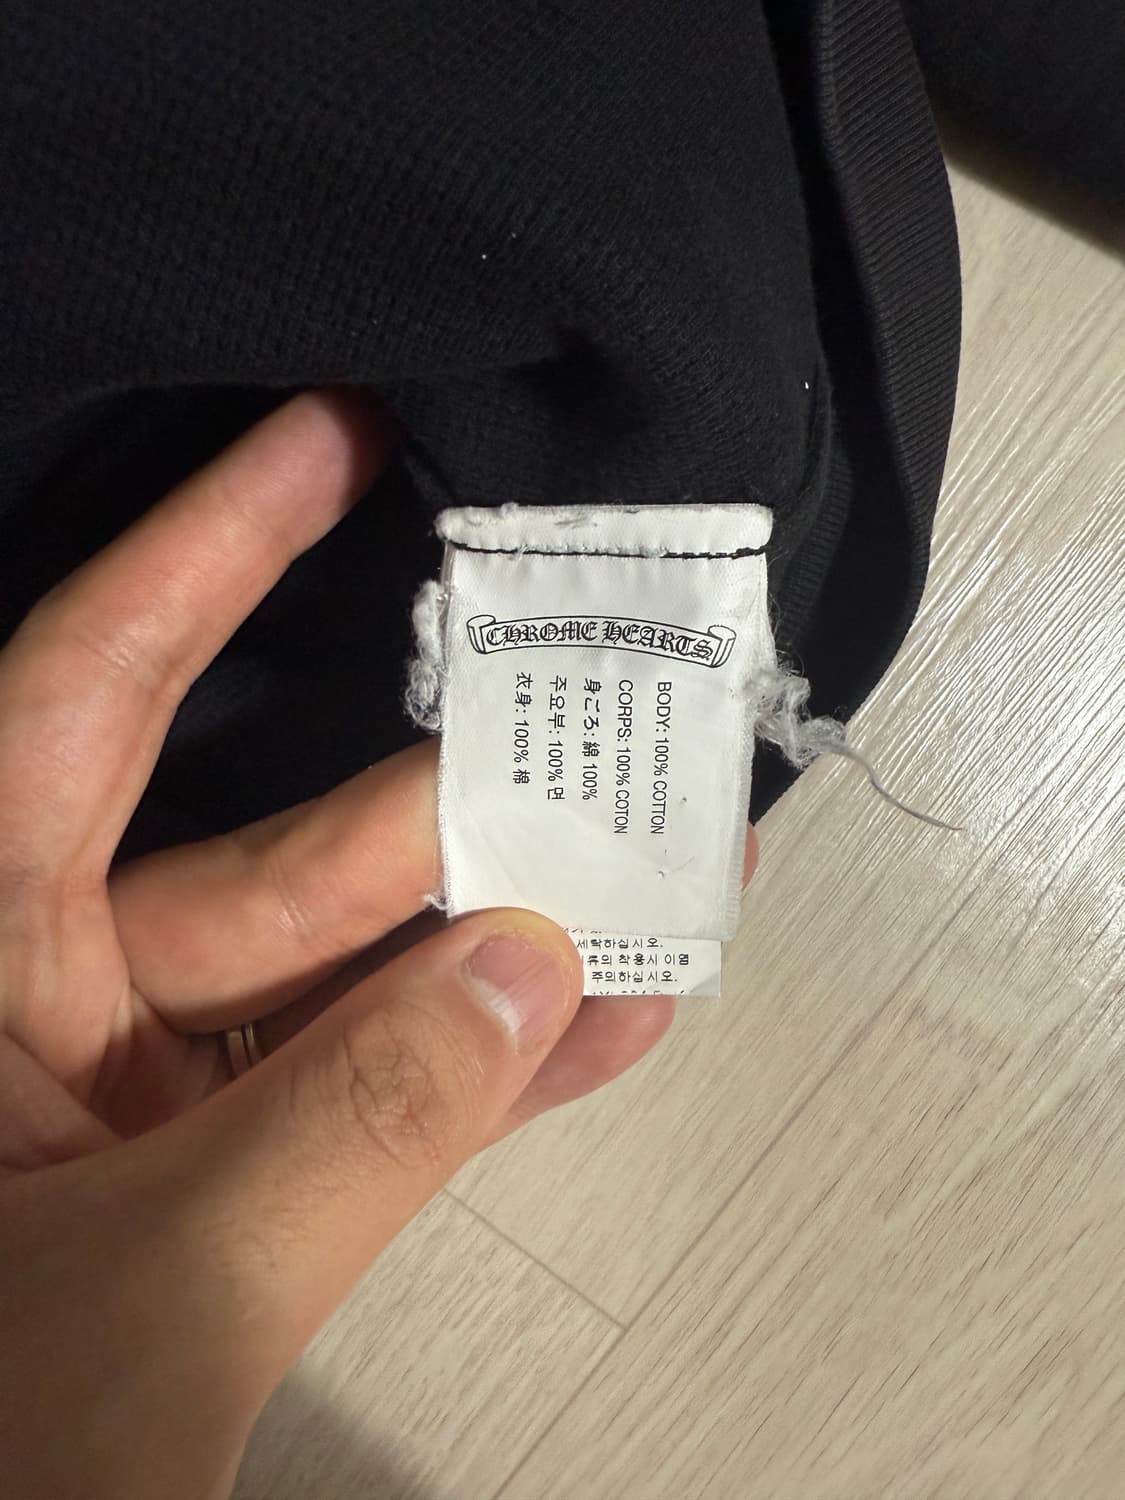 CHROME HEARTS
BODY: 100% COTTON
CORPS: 100% COTON
身ごろ: 綿 100%
주요부: 100% 면
衣身: 100% 棉
세탁하십시오.
의 착용시 이염
주의하십시오.